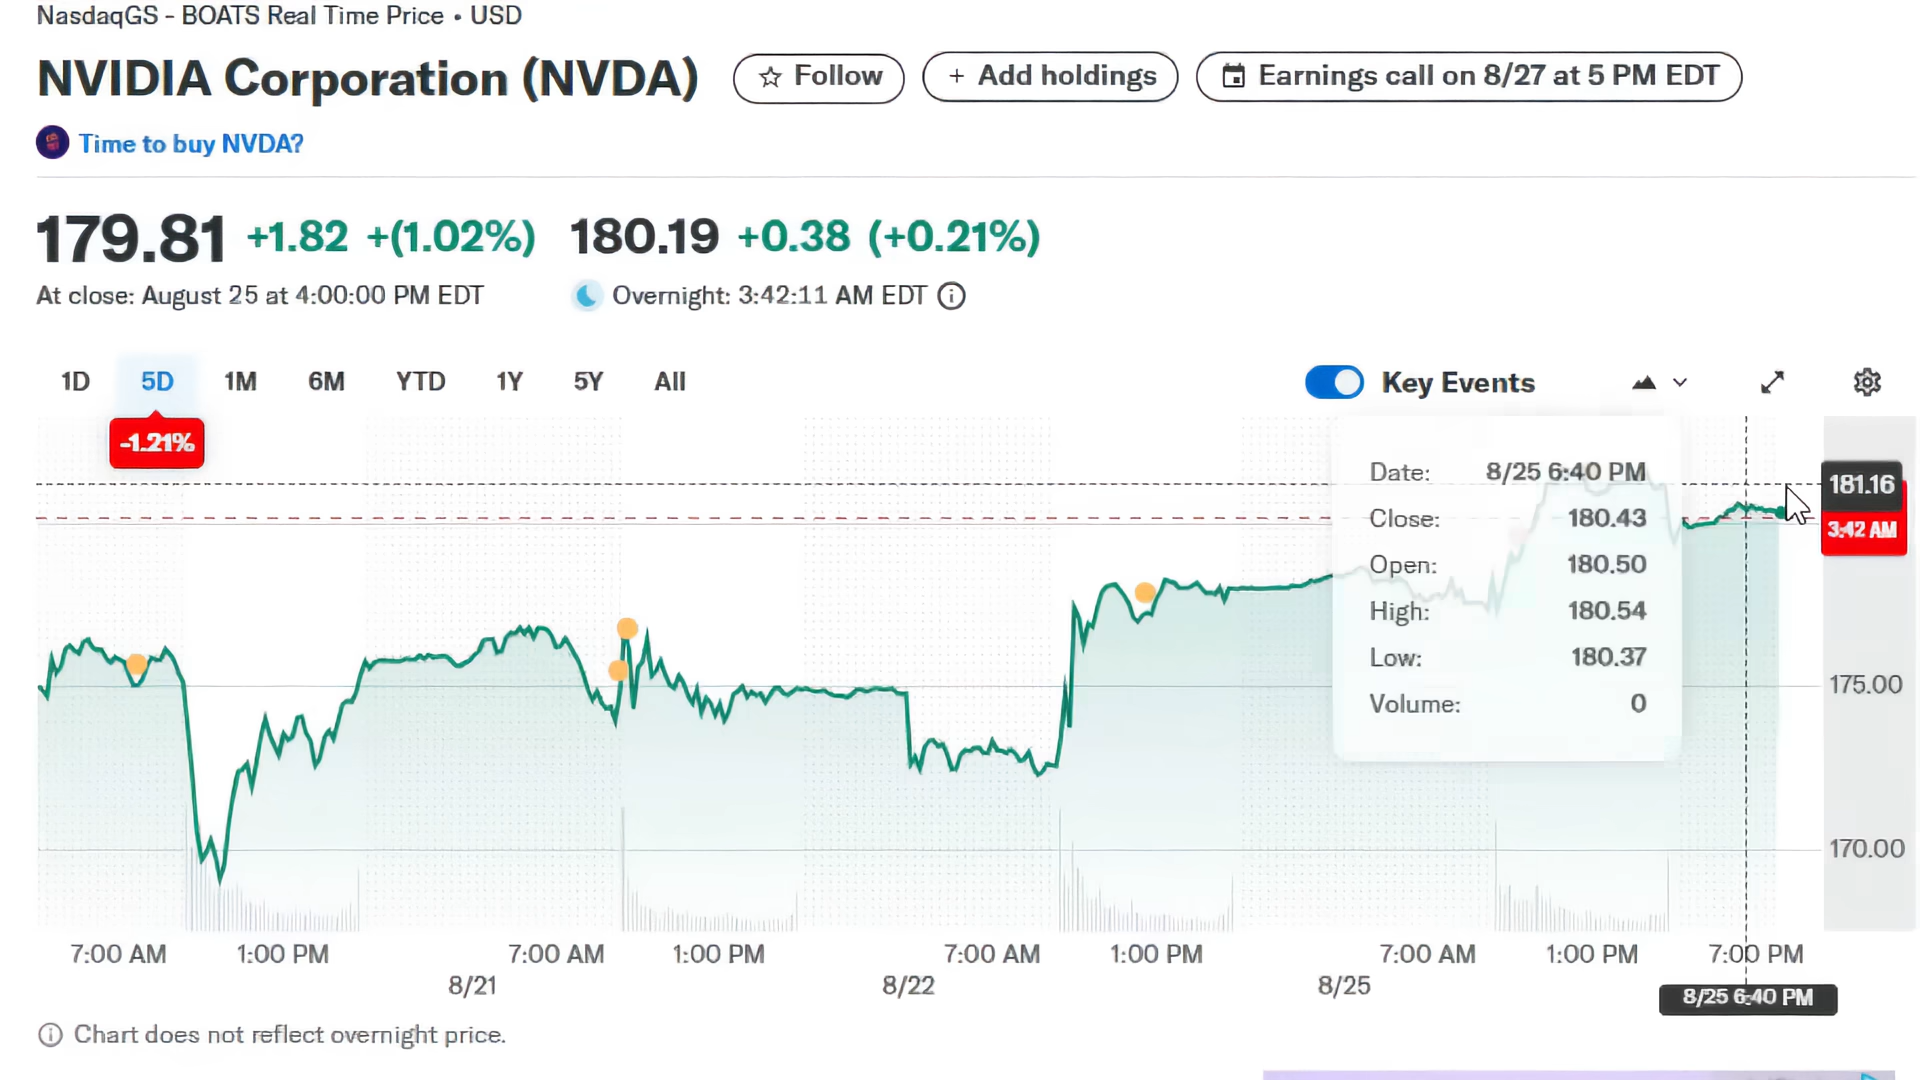 NasdaqGS - BOATS Real Time Price • USD
NVIDIA Corporation (NVDA)
Follow
+ Add holdings
Earnings call on 8/27 at 5 PM EDT
Time to buy NVDA?
179.81 +1.82 +(1.02%) 180.19 +0.38 (+0.21%)
At close: August 25 at 4:00:00 PM EDT
Overnight: 3:42:11 AM EDT
1D 5D 1M 6M YTD 1Y 5Y All
Key Events
-1.21%
Date: 8/25 6:40 PM
Close: 180.43
Open: 180.50
High: 180.54
Low: 180.37
Volume: 0
181.16
3:42 AM
175.00
170.00
7:00 AM 1:00 PM 7:00 AM 1:00 PM 7:00 AM 1:00 PM 7:00 AM 1:00 PM 7:00 PM
8/21 8/22 8/25
8/25 6:40 PM
Chart does not reflect overnight price.